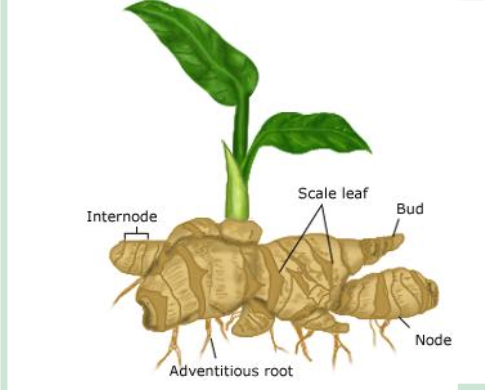 Scale leaf
Bud
Internode
Node
Adventitious root